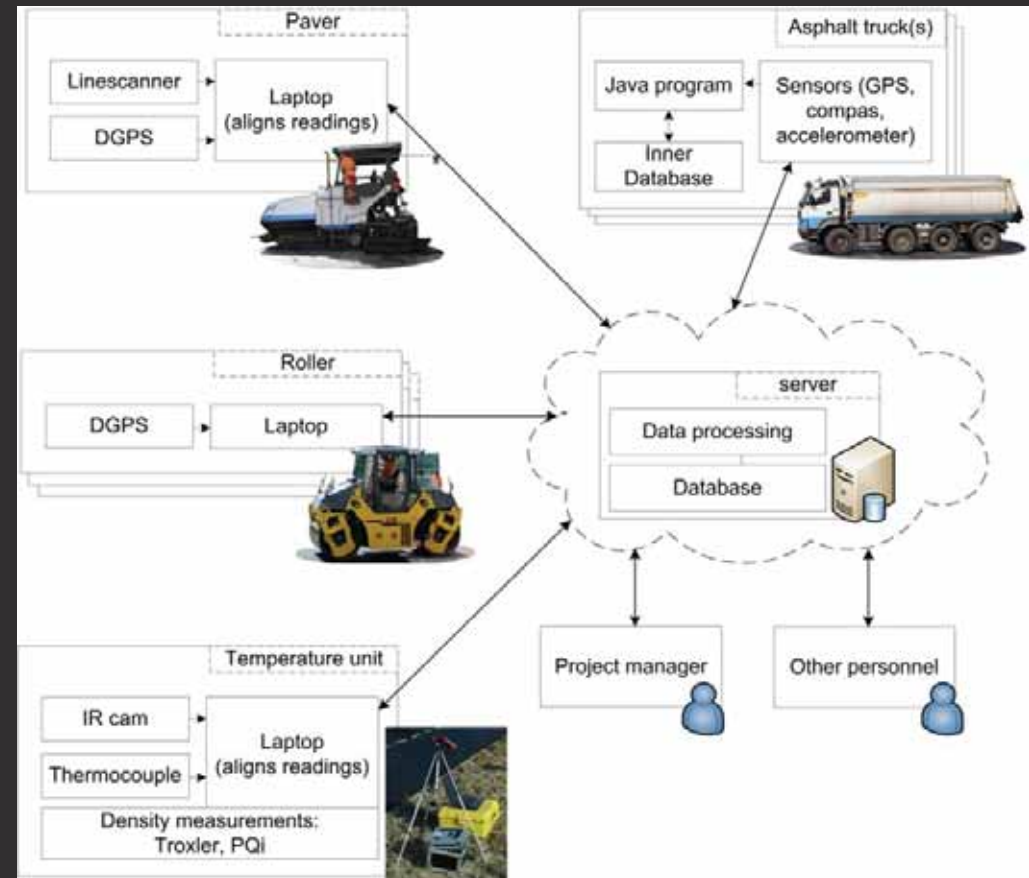 Paver
Linescanner
DGPS
Laptop
(aligns readings)
Asphalt truck(s)
Java program
Inner
Database
Sensors (GPS,
compas,
accelerometer)
Roller
DGPS
Laptop
server
Data processing
Database
Temperature unit
IR cam
Thermocouple
Laptop
(aligns readings)
Density measurements:
Troxler, PQi
Project manager
Other personnel